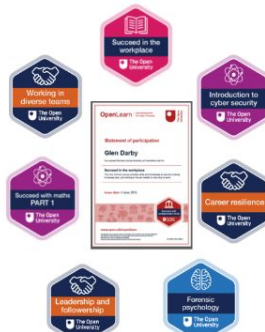 Succeed in the
workplace
The Open
University
Working in
diverse teams
The Open
University
Introduction to
cyber security
The Open
University
OpenLearn
Statement of participation
Glen Darby
Succeed in the workplace
Succeed with maths
PART 1
The Open
University
Career resilience
The Open
University
Leadership and
followership
The Open
University
Forensic
psychology
The Open
University